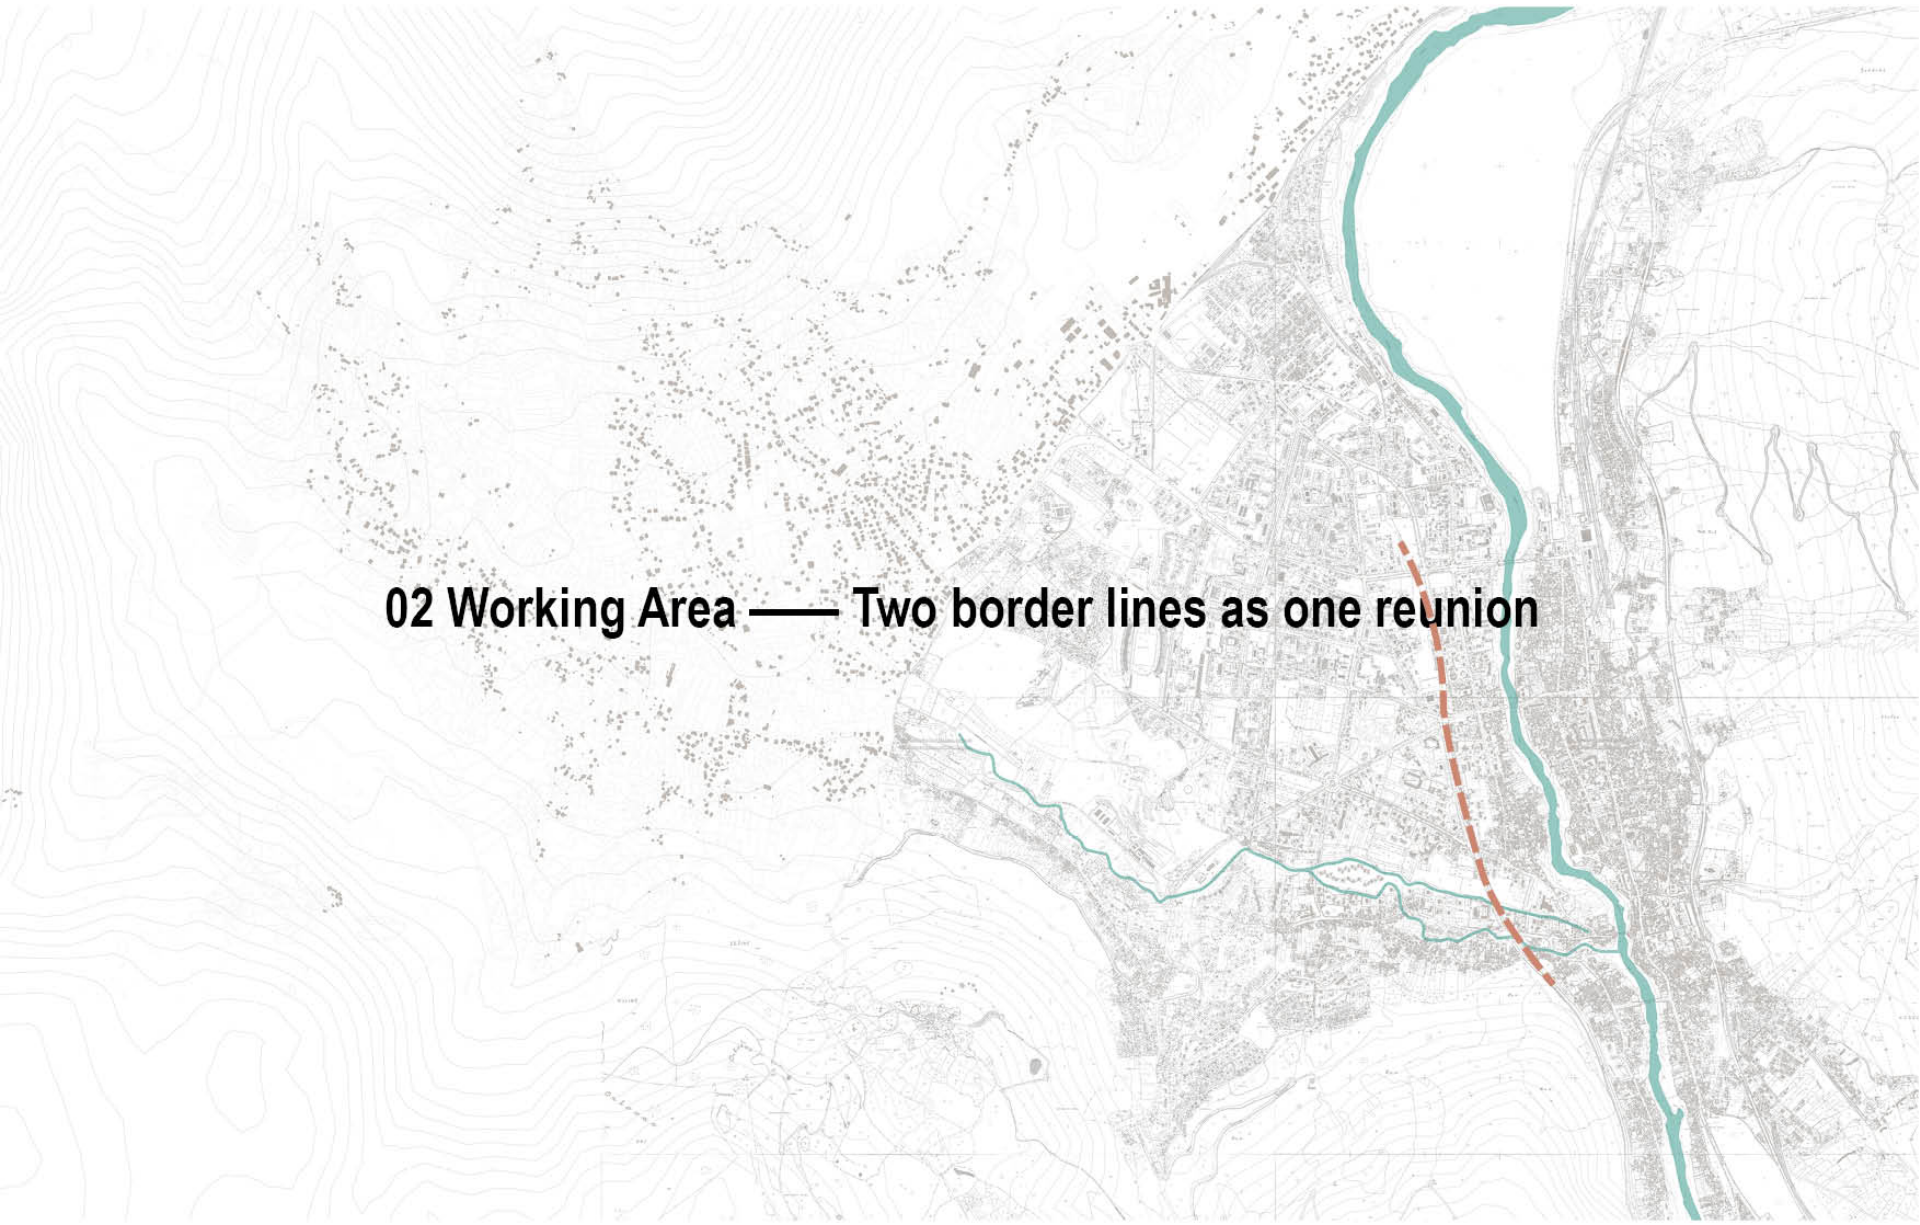 02 Working Area —— Two border lines as one reunion